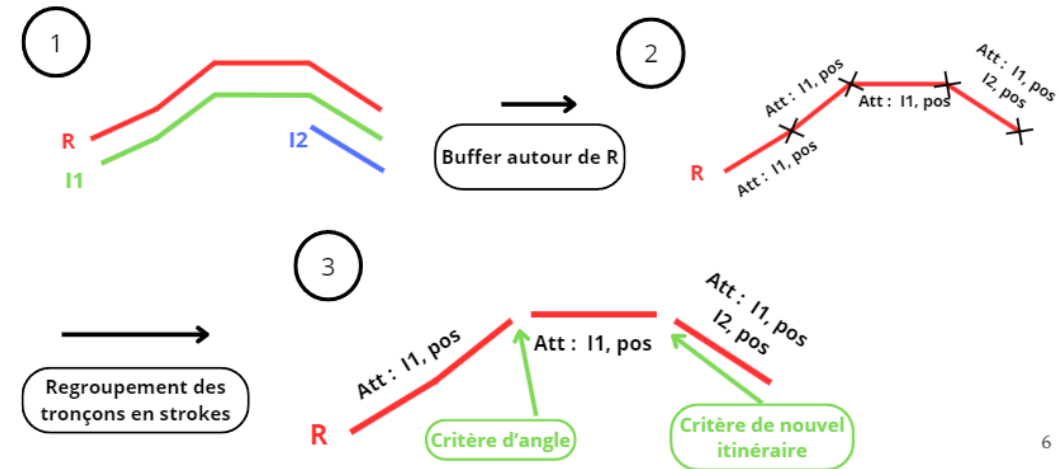 1
R
I1
I2
Buffer autour de R
2
R
Att : I1, pos
Att : I1, pos
Att : I1, pos
Att : I1, pos
I2, pos
Regroupement des
tronçons en strokes
3
R
Att : I1, pos
Att : I1, pos
Att : I1, pos
I2, pos
Critère d'angle
Critère de nouvel
itinéraire
6